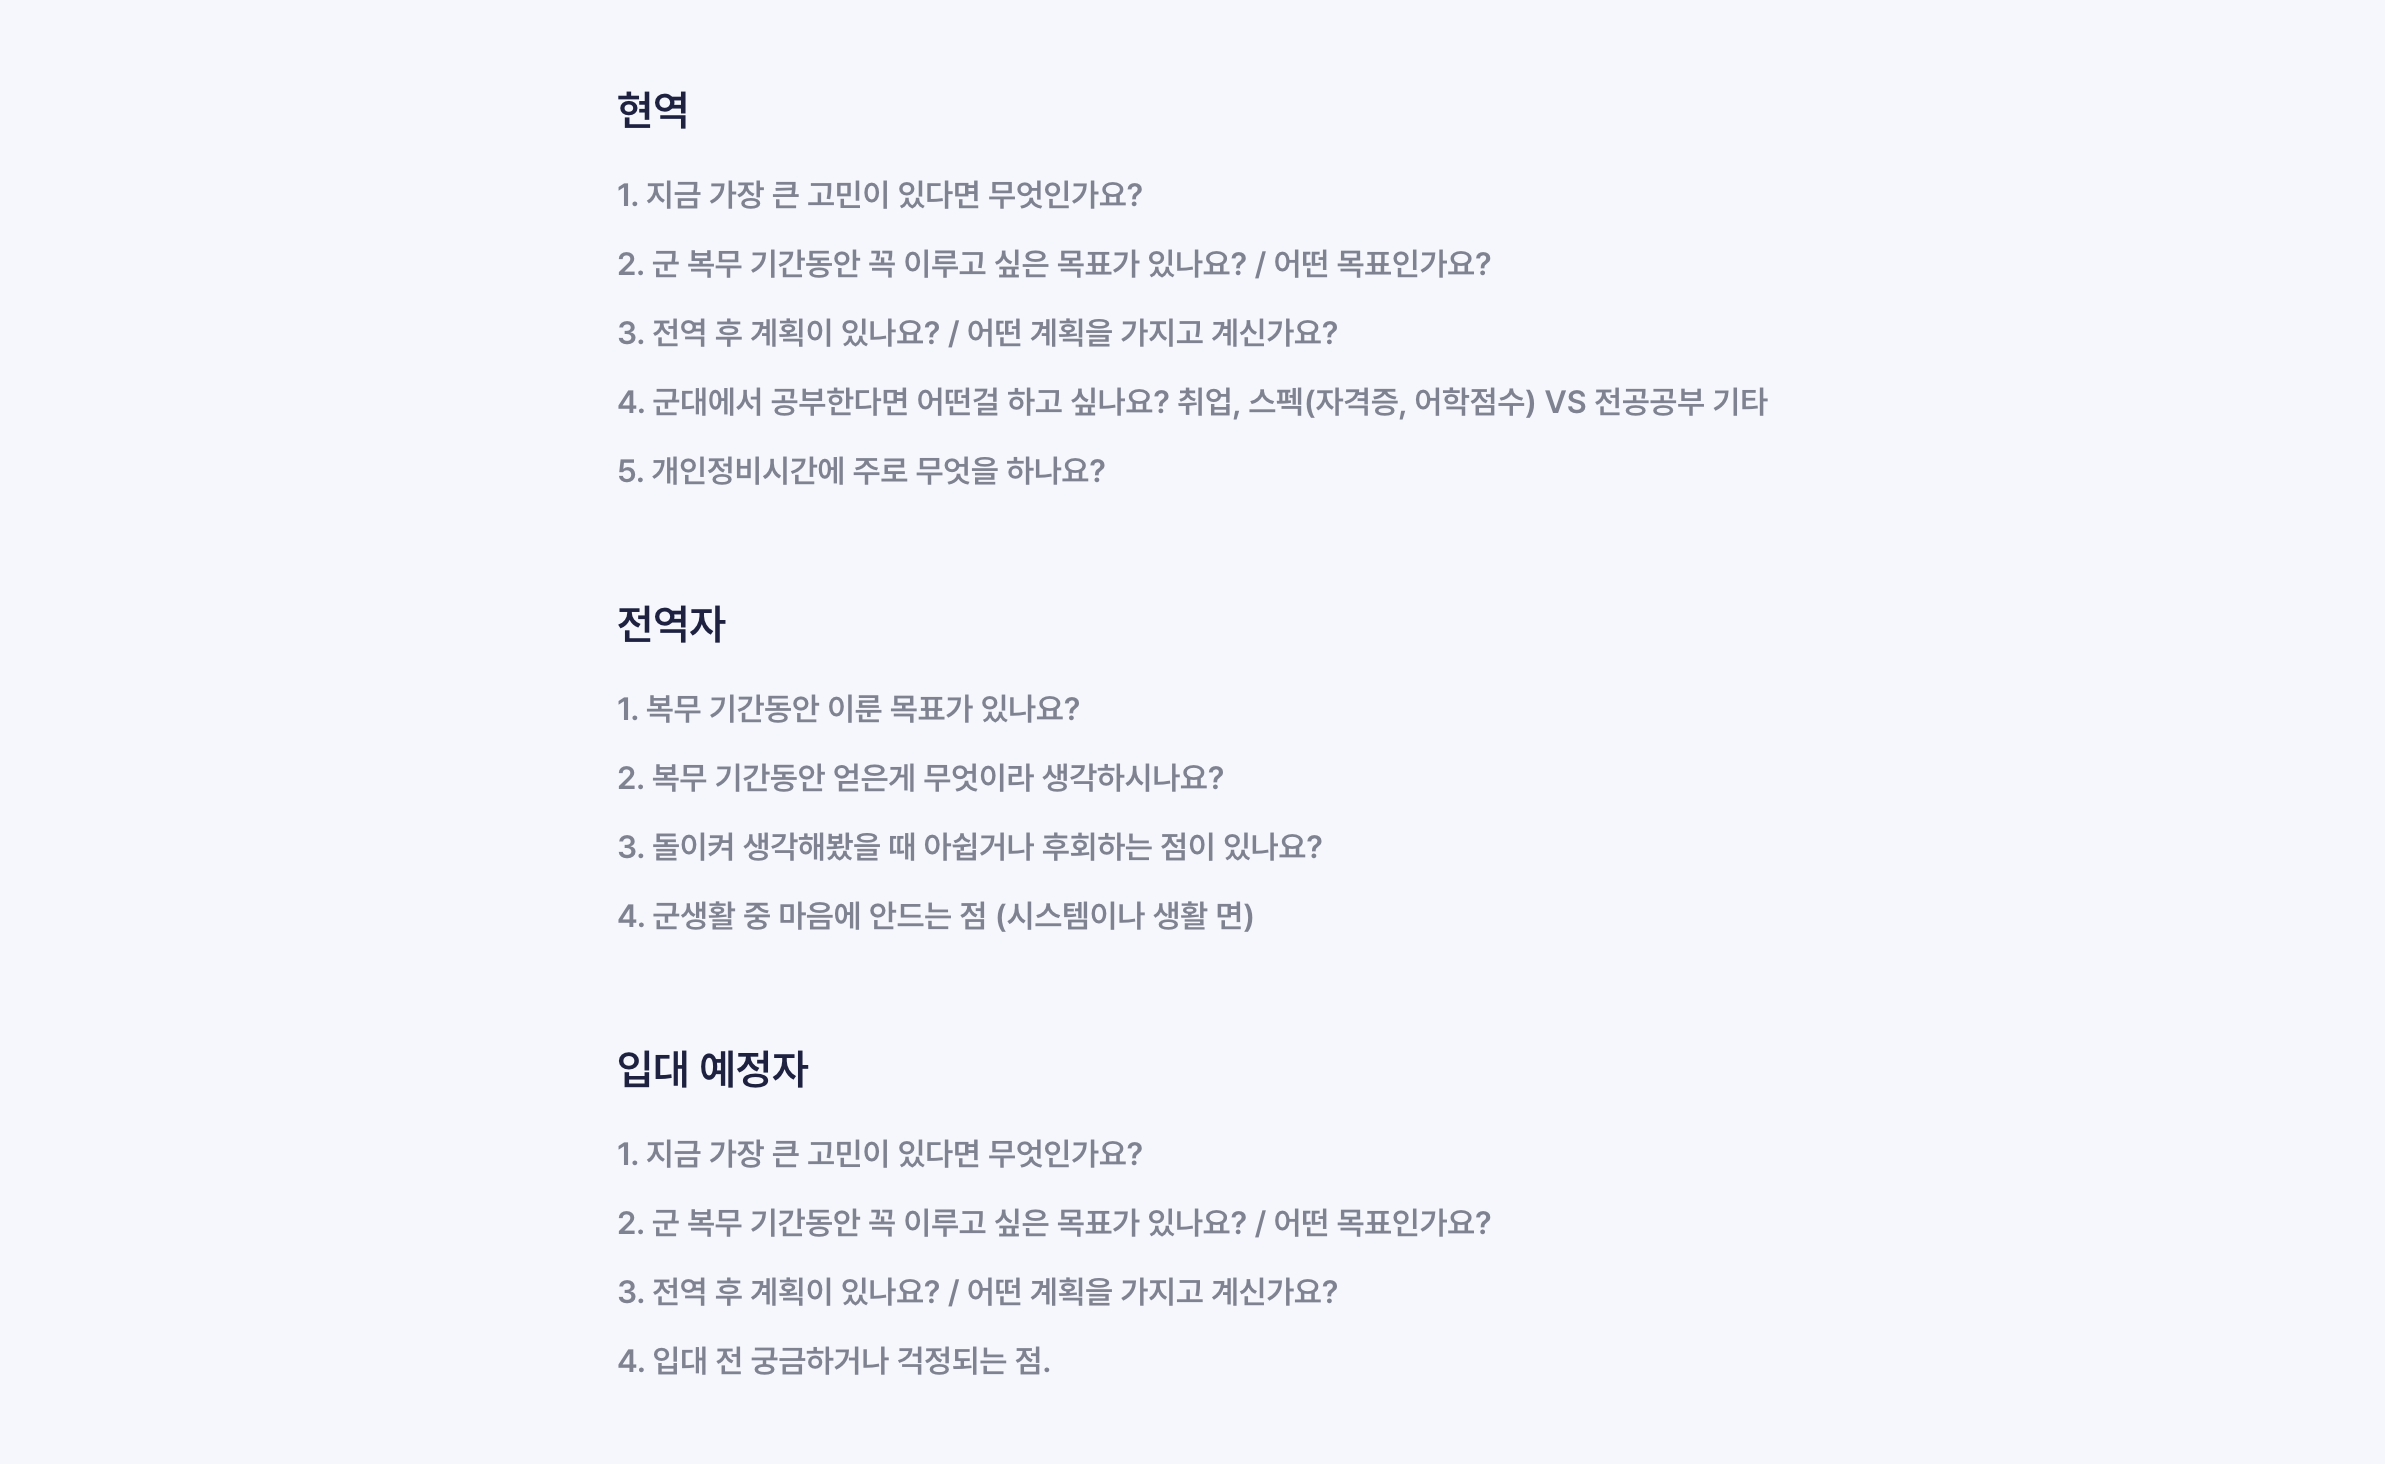 현역
1. 지금 가장 큰 고민이 있다면 무엇인가요?
2. 군 복무 기간동안 꼭 이루고 싶은 목표가 있나요? / 어떤 목표인가요?
3. 전역 후 계획이 있나요? / 어떤 계획을 가지고 계신가요?
4. 군대에서 공부한다면 어떤걸 하고 싶나요? 취업, 스펙(자격증, 어학점수) VS 전공공부 기타
5. 개인정비시간에 주로 무엇을 하나요?
전역자
1. 복무 기간동안 이룬 목표가 있나요?
2. 복무 기간동안 얻은게 무엇이라 생각하시나요?
3. 돌이켜 생각해봤을 때 아쉽거나 후회하는 점이 있나요?
4. 군생활 중 마음에 안드는 점 (시스템이나 생활 면)
입대 예정자
1. 지금 가장 큰 고민이 있다면 무엇인가요?
2. 군 복무 기간동안 꼭 이루고 싶은 목표가 있나요? / 어떤 목표인가요?
3. 전역 후 계획이 있나요? / 어떤 계획을 가지고 계신가요?
4. 입대 전 궁금하거나 걱정되는 점.